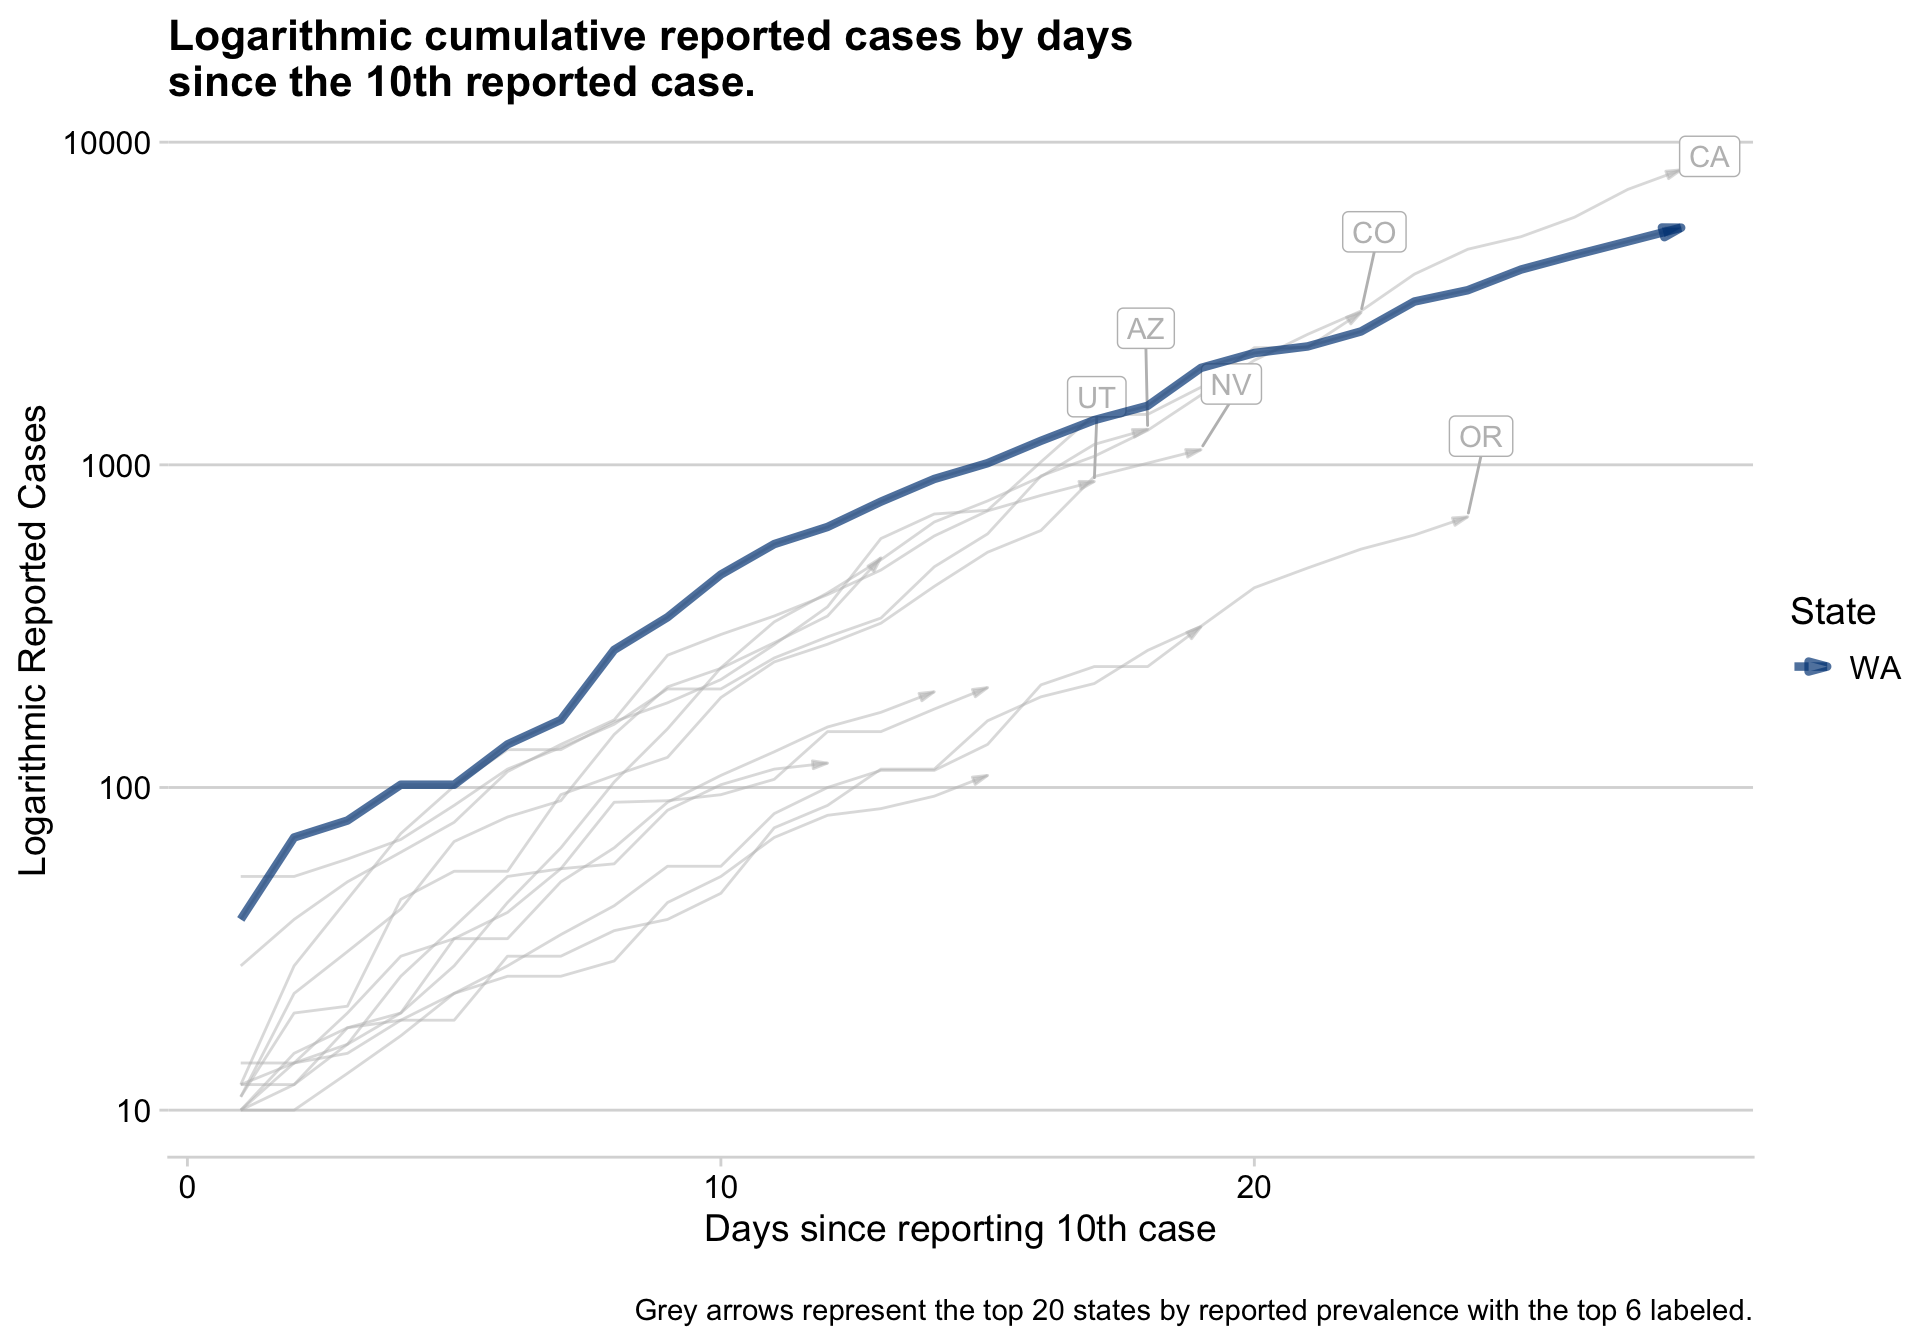 Logarithmic cumulative reported cases by days
since the 10th reported case.
10000
1000
100
10
Logarithmic Reported Cases
CA
CO
AZ
UT
NV
OR
State
WA
0
10
20
Days since reporting 10th case
Grey arrows represent the top 20 states by reported prevalence with the top 6 labeled.